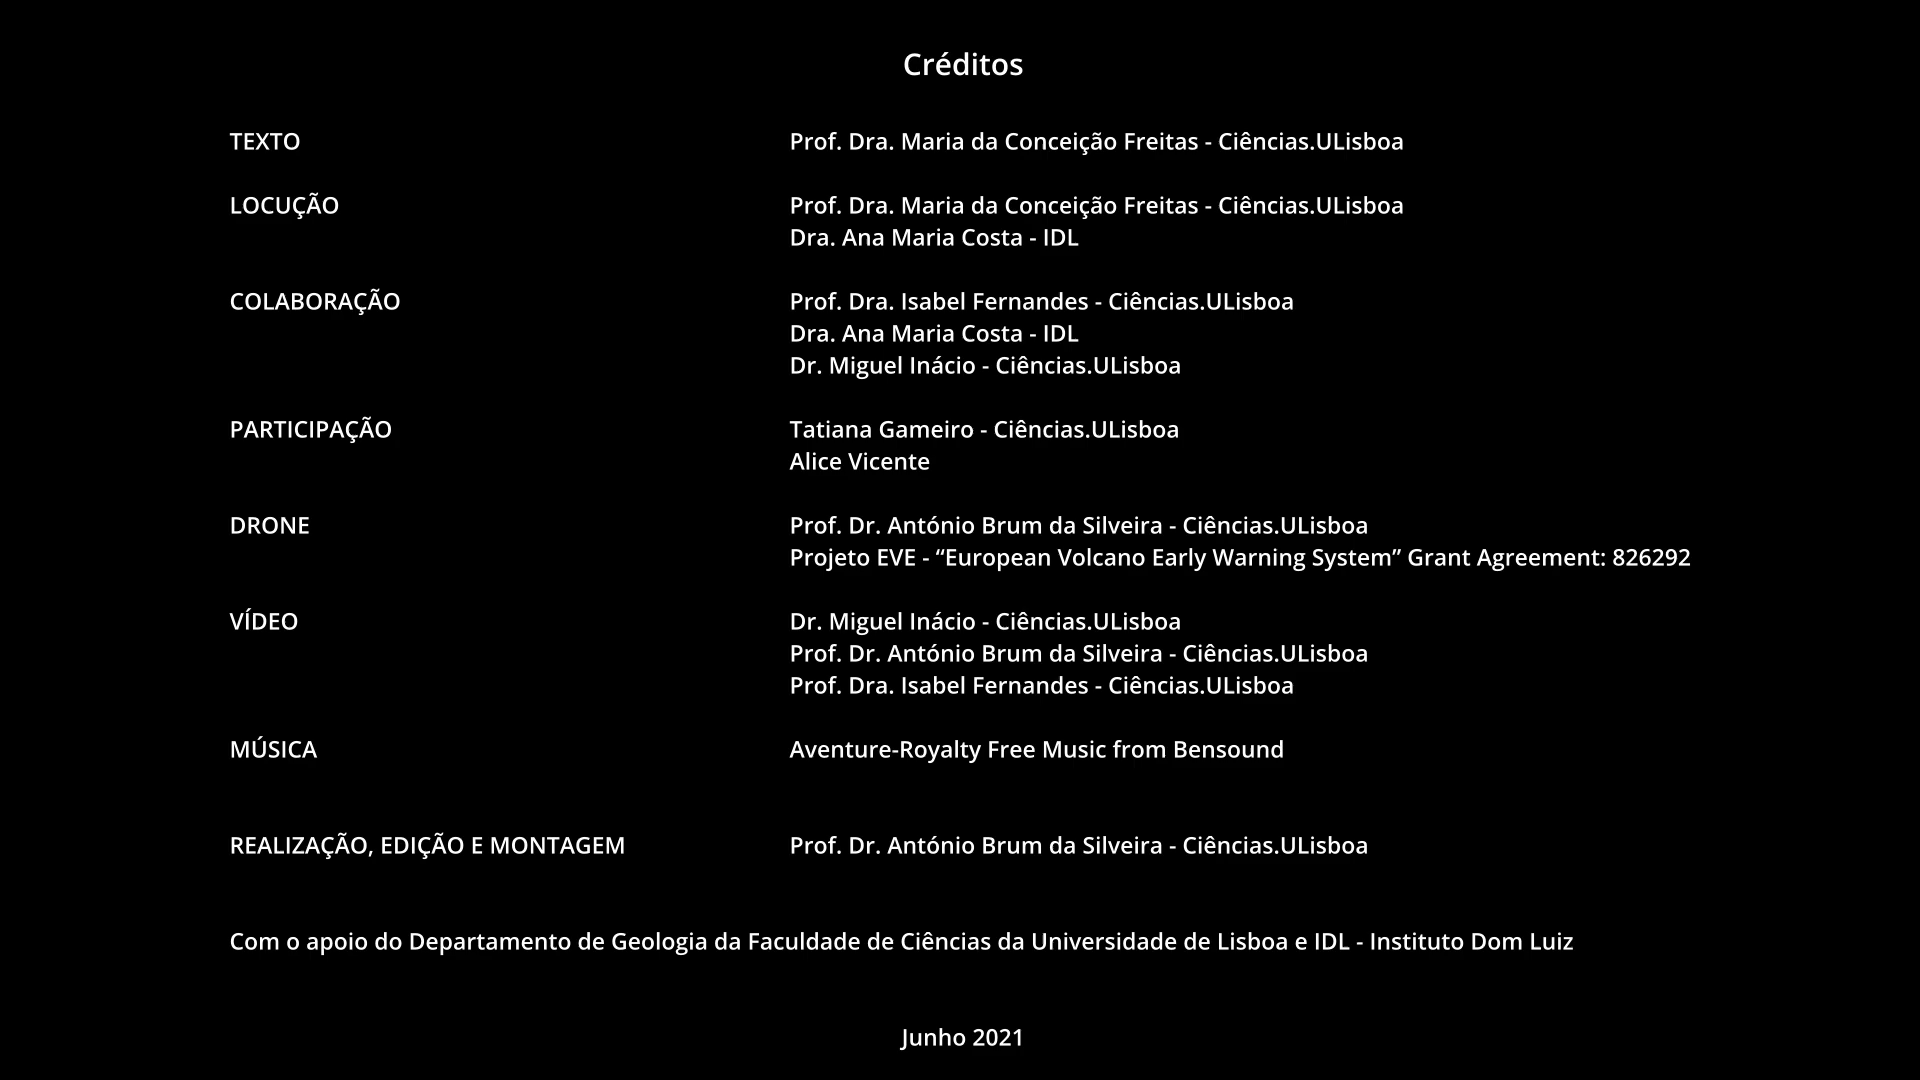 Créditos
TEXTO Prof. Dra. Maria da Conceição Freitas - Ciências.ULisboa
LOCUÇÃO Prof. Dra. Maria da Conceição Freitas - Ciências.ULisboa
Dra. Ana Maria Costa - IDL
COLABORAÇÃO Prof. Dra. Isabel Fernandes - Ciências.ULisboa
Dra. Ana Maria Costa - IDL
Dr. Miguel Inácio - Ciências.ULisboa
PARTICIPAÇÃO Tatiana Gameiro - Ciências.ULisboa
Alice Vicente
DRONE Prof. Dr. António Brum da Silveira - Ciências.ULisboa
Projeto EVE - “European Volcano Early Warning System” Grant Agreement: 826292
VÍDEO Dr. Miguel Inácio - Ciências.ULisboa
Prof. Dr. António Brum da Silveira - Ciências.ULisboa
Prof. Dra. Isabel Fernandes - Ciências.ULisboa
MÚSICA Aventure-Royalty Free Music from Bensound
REALIZAÇÃO, EDIÇÃO E MONTAGEM Prof. Dr. António Brum da Silveira - Ciências.ULisboa
Com o apoio do Departamento de Geologia da Faculdade de Ciências da Universidade de Lisboa e IDL - Instituto Dom Luiz
Junho 2021